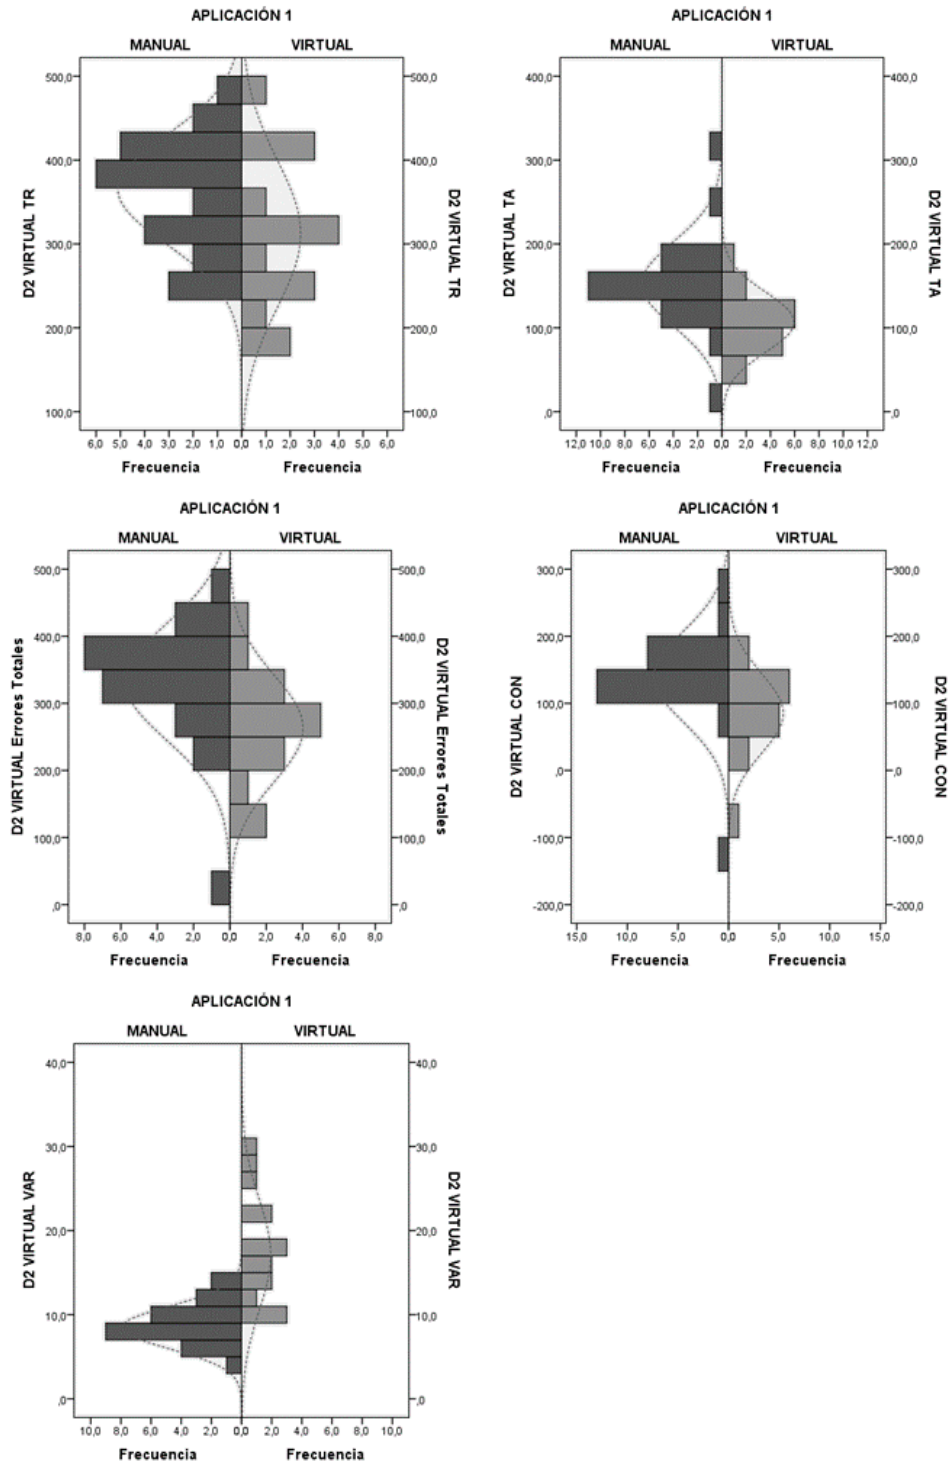 APLICACIÓN 1
MANUAL VIRTUAL
500,0 500,0
400,0 400,0
300,0 300,0
200,0 200,0
100,0 100,0
D2 VIRTUAL TR
D2 VIRTUAL TR
6,0 5,0 4,0 3,0 2,0 1,0 0,0 1,0 2,0 3,0 4,0 5,0 6,0
Frecuencia Frecuencia
APLICACIÓN 1
MANUAL VIRTUAL
400,0 400,0
300,0 300,0
200,0 200,0
100,0 100,0
,0 ,0
D2 VIRTUAL TA
D2 VIRTUAL TA
12,0 10,0 8,0 6,0 4,0 2,0 0,0 2,0 4,0 6,0 8,0 10,0 12,0
Frecuencia Frecuencia
APLICACIÓN 1
MANUAL VIRTUAL
500,0 500,0
400,0 400,0
300,0 300,0
200,0 200,0
100,0 100,0
,0 ,0
D2 VIRTUAL Errores Totales
D2 VIRTUAL Errores Totales
8,0 6,0 4,0 2,0 0,0 2,0 4,0 6,0 8,0
Frecuencia Frecuencia
APLICACIÓN 1
MANUAL VIRTUAL
300,0 300,0
200,0 200,0
100,0 100,0
,0 ,0
-100,0 -100,0
-200,0 -200,0
D2 VIRTUAL CON
D2 VIRTUAL CON
15,0 10,0 5,0 0,0 5,0 10,0 15,0
Frecuencia Frecuencia
APLICACIÓN 1
MANUAL VIRTUAL
40,0 40,0
30,0 30,0
20,0 20,0
10,0 10,0
,0 ,0
D2 VIRTUAL VAR
D2 VIRTUAL VAR
10,0 8,0 6,0 4,0 2,0 0,0 2,0 4,0 6,0 8,0 10,0
Frecuencia Frecuencia